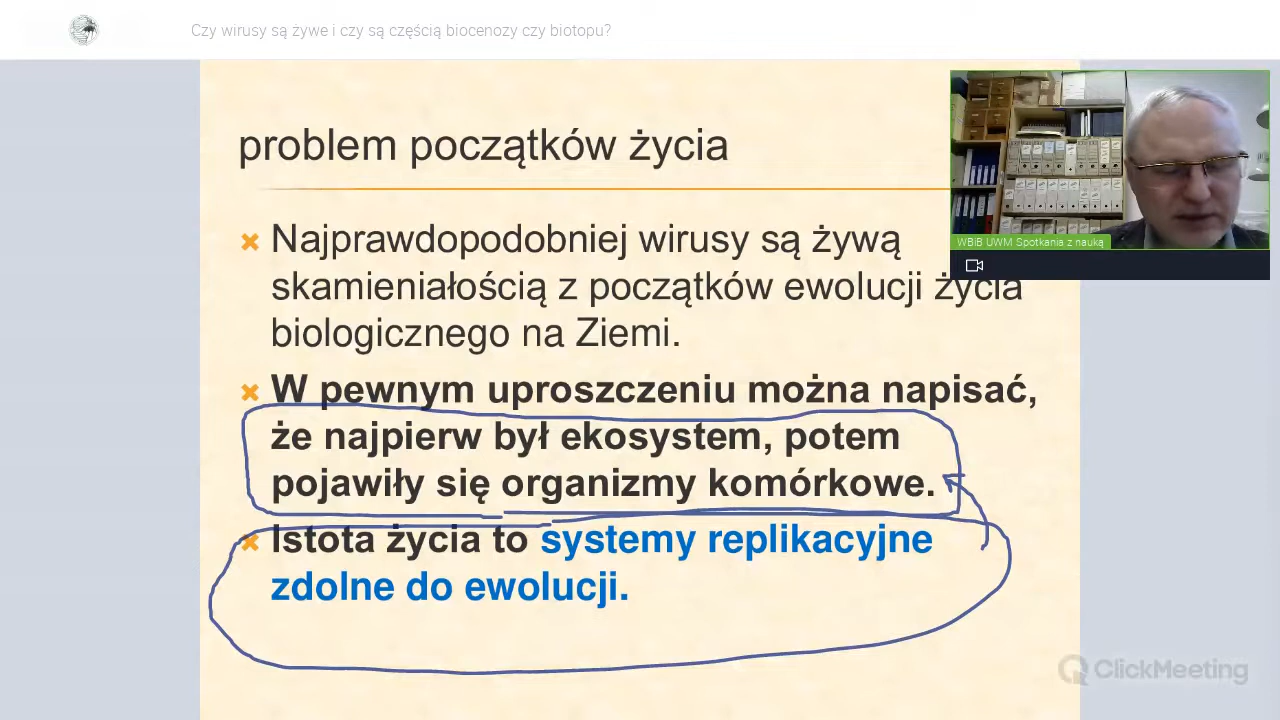 Czy wirusy są żywe i czy są częścią biocenozy czy biotopu?
problem początków życia
WBiB UWM Spotkania z nauką
Najprawdopodobniej wirusy są żywą
skamieniałością z początków ewolucji życia
biologicznego na Ziemi.
W pewnym uproszczeniu można napisać,
że najpierw był ekosystem, potem
pojawiły się organizmy komórkowe.
Istota życia to systemy replikacyjne
zdolne do ewolucji.
ClickMeeting